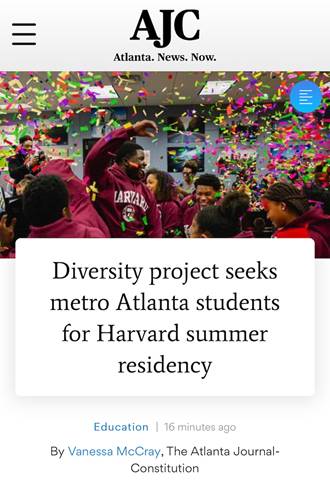 AJC
Atlanta. News. Now.
HARVARD
Diversity project seeks
metro Atlanta students
for Harvard summer
residency
Education | 16 minutes ago
By Vanessa McCray, The Atlanta Journal-
Constitution